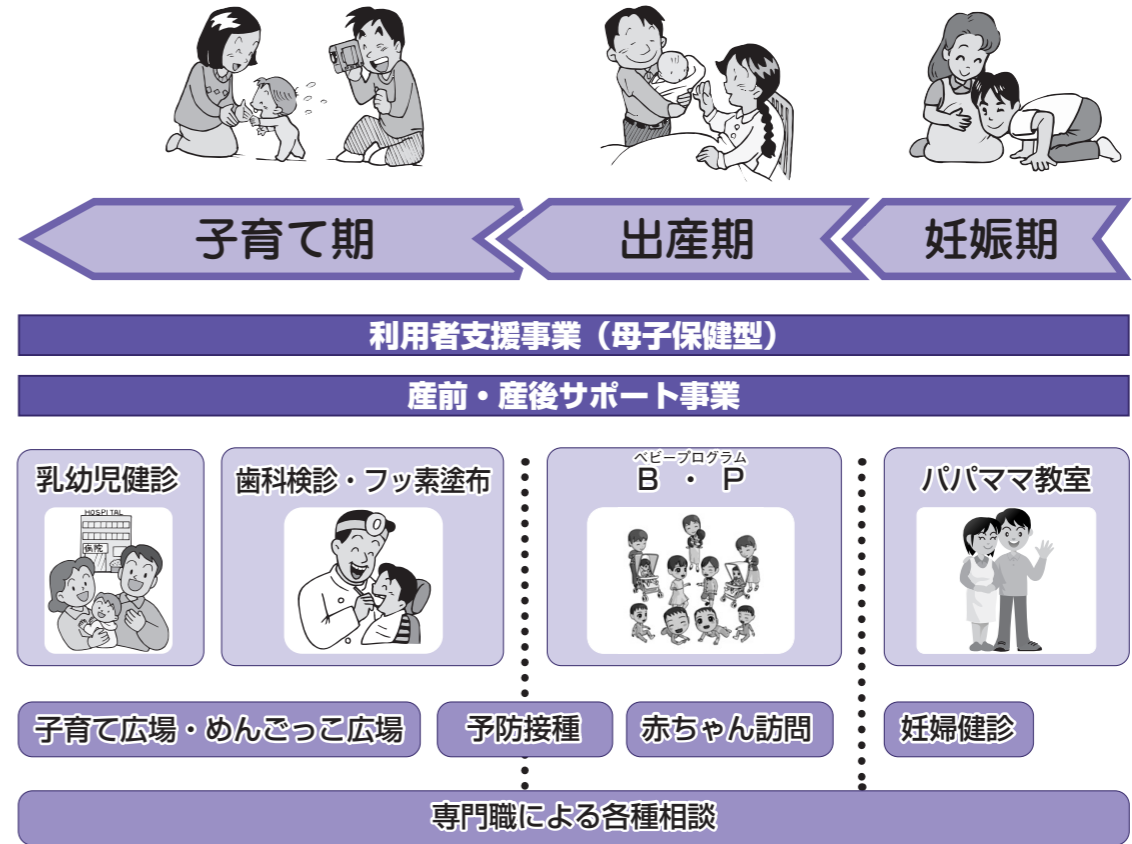 子育て期
出産期
妊娠期
利用者支援事業（母子保健型）
産前・産後サポート事業
乳幼児健診
HOSPITAL
病院
歯科検診・フッ素塗布
ベビープログラム
B・P
パパママ教室
子育て広場・めんごっこ広場
予防接種
赤ちゃん訪問
妊婦健診
専門職による各種相談